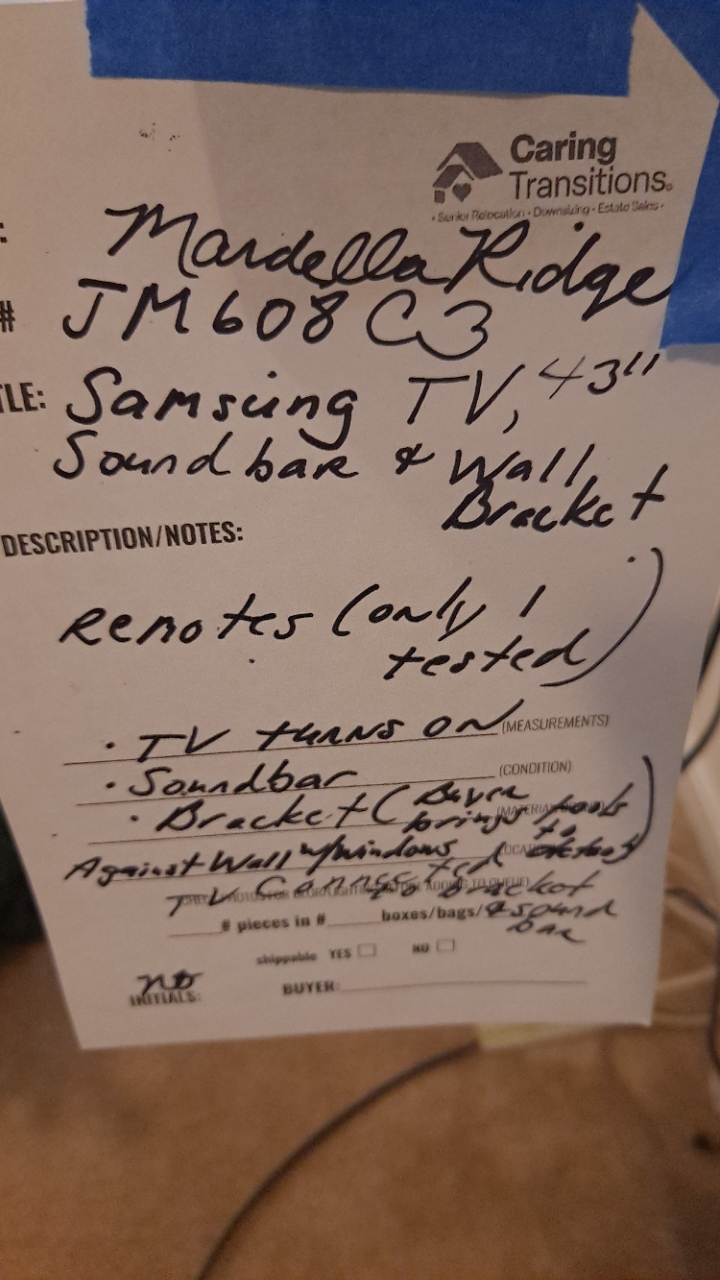 Caring
Transitions
• Senior Relocation • Downsizing • Estate Sales •
: Mardella Ridge
# JM608C3
TLE: Samsung TV, 43"
Soundbar & Wall
Bracket
DESCRIPTION/NOTES:
Remotes (only 1
tested)
• TV turns on (MEASUREMENTS)
• Soundbar (CONDITION)
• Bracket (Buyer
brings tools
to
Against Wall w/windows
TV Connected bracket
# pieces in # boxes/bags/ & sound
bar
shippable YES NO
INITIALS: BUYER: